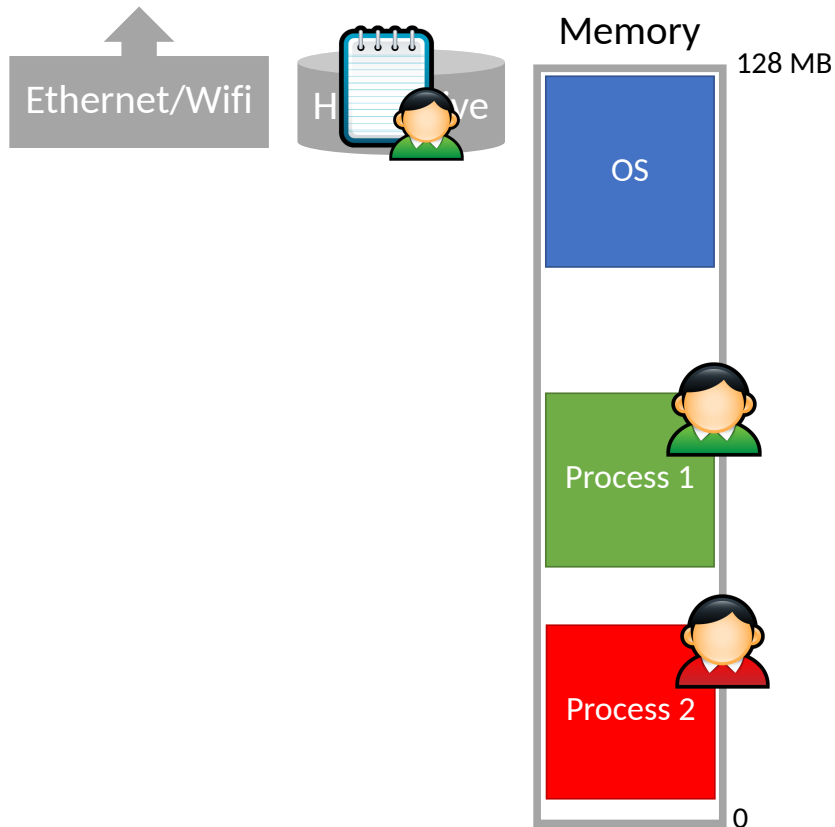 Memory
128 MB
Ethernet/Wifi
OS
Process 1
Process 2
0